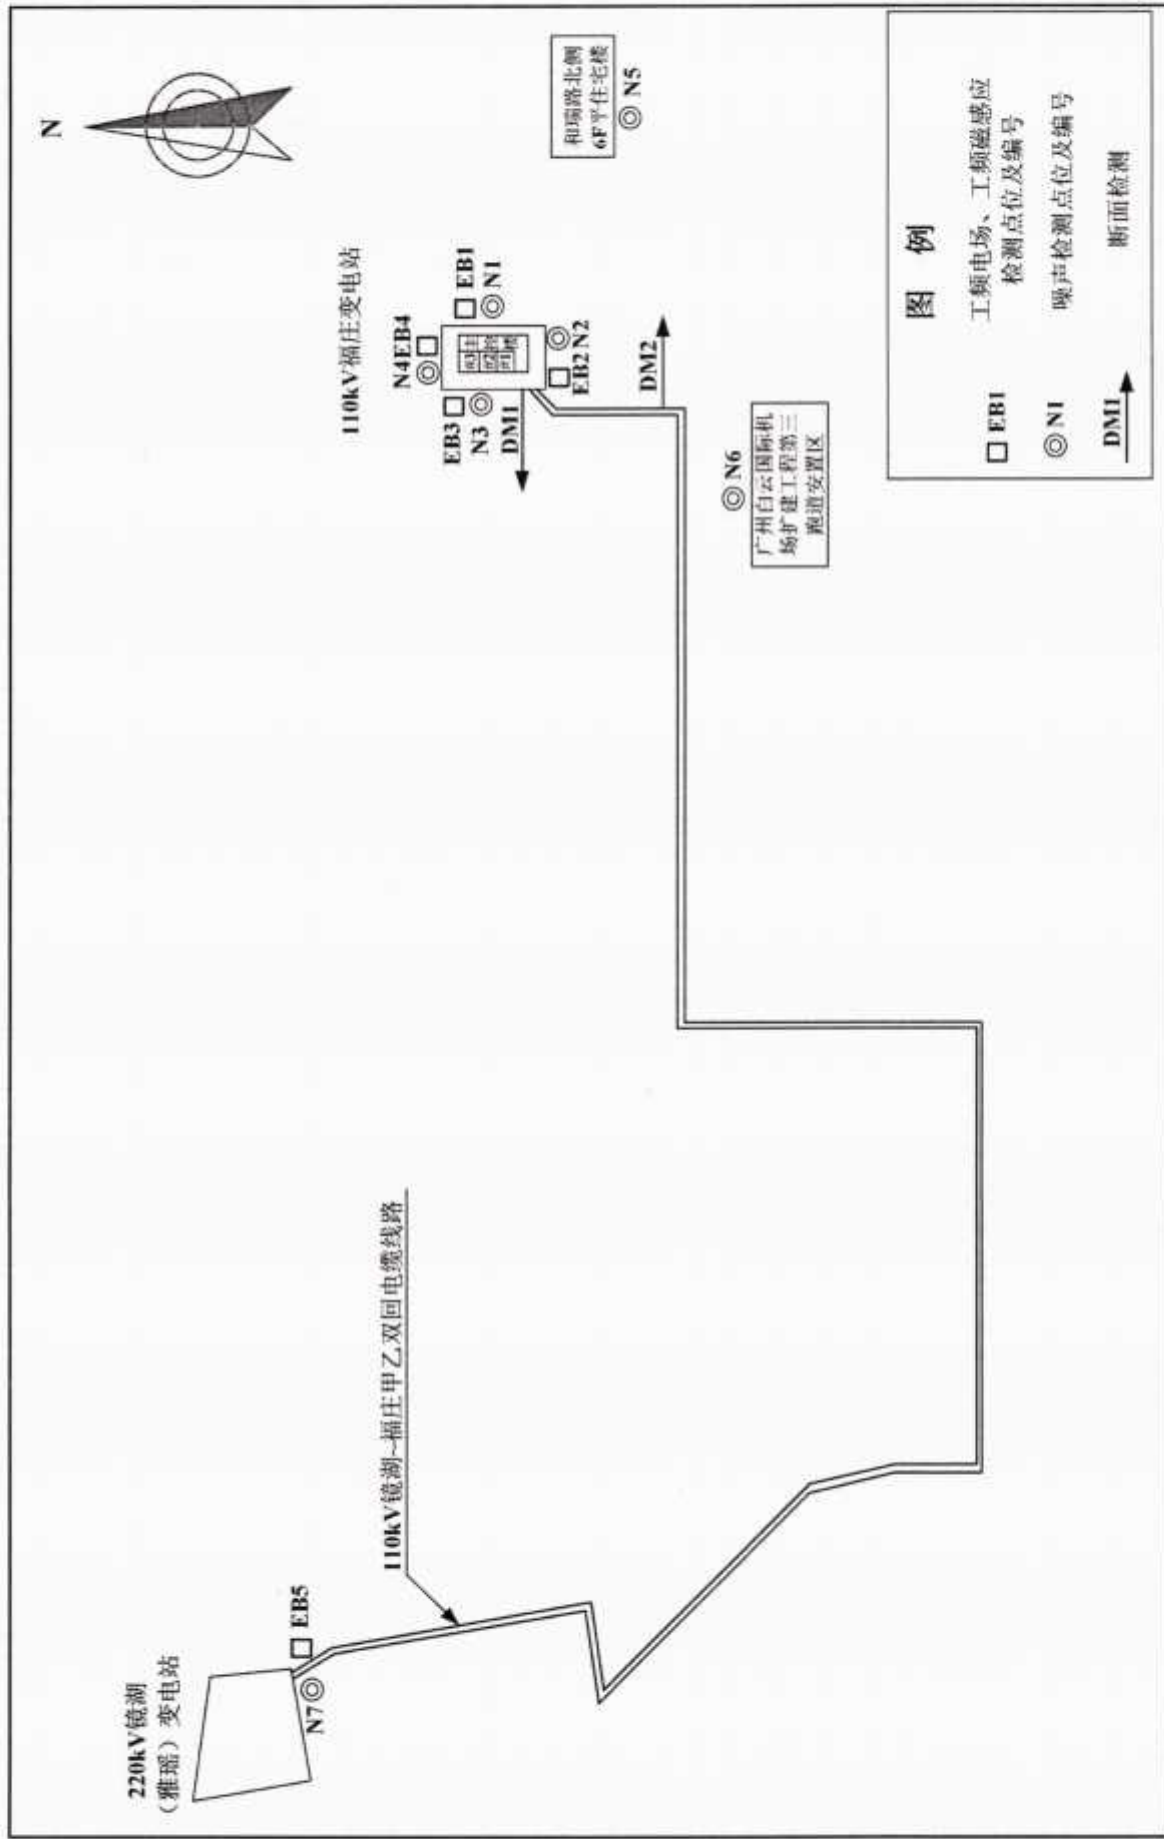 N
220kV镜湖
（雅瑶）变电站
N7
EB5
110kV镜湖~福庄甲乙双回电缆线路
110kV福庄变电站
N4EB4
EB3
N3
DM1
EB1
N1
#3主
#2控
#1楼
EB2
N2
DM2
和瑞路北侧
6F平住宅楼
N5
N6
广州白云国际机
场扩建工程第三
跑道安置区
图 例
EB1
工频电场、工频磁感应
检测点位及编号
N1
噪声检测点位及编号
DM1
断面检测